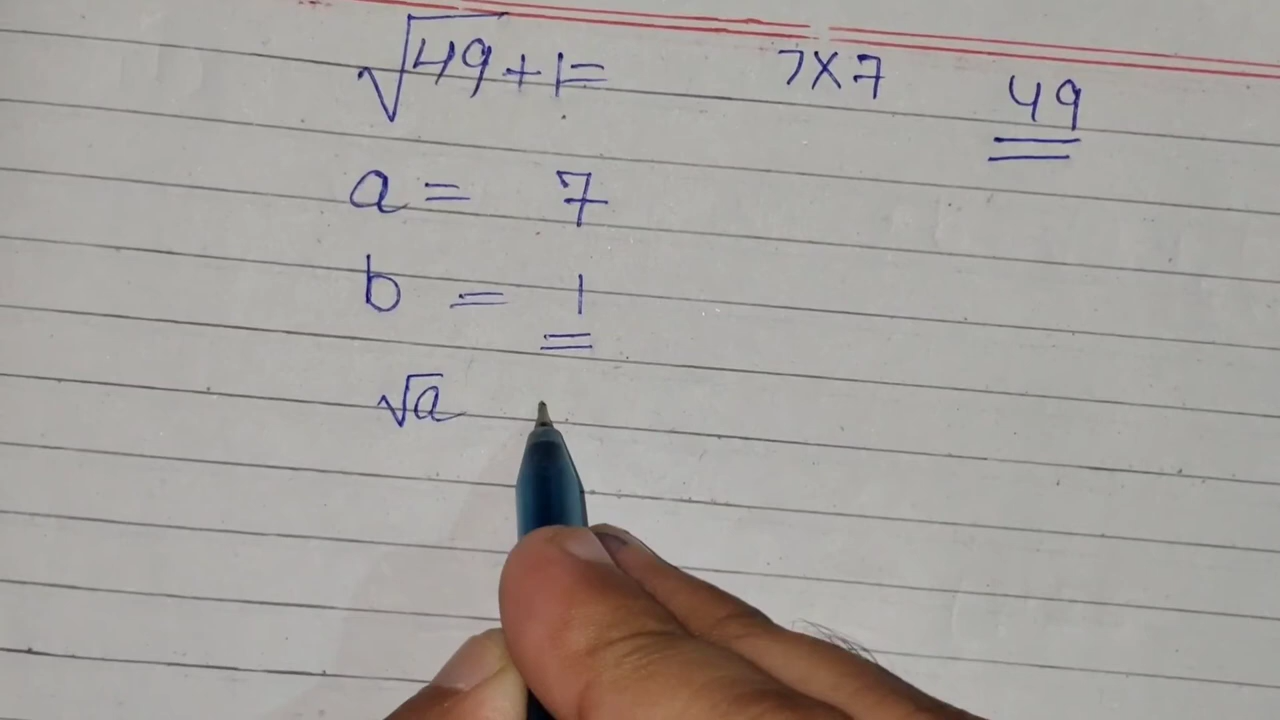 √49 + 1 = 7×7 49
a = 7
b = 1
√a